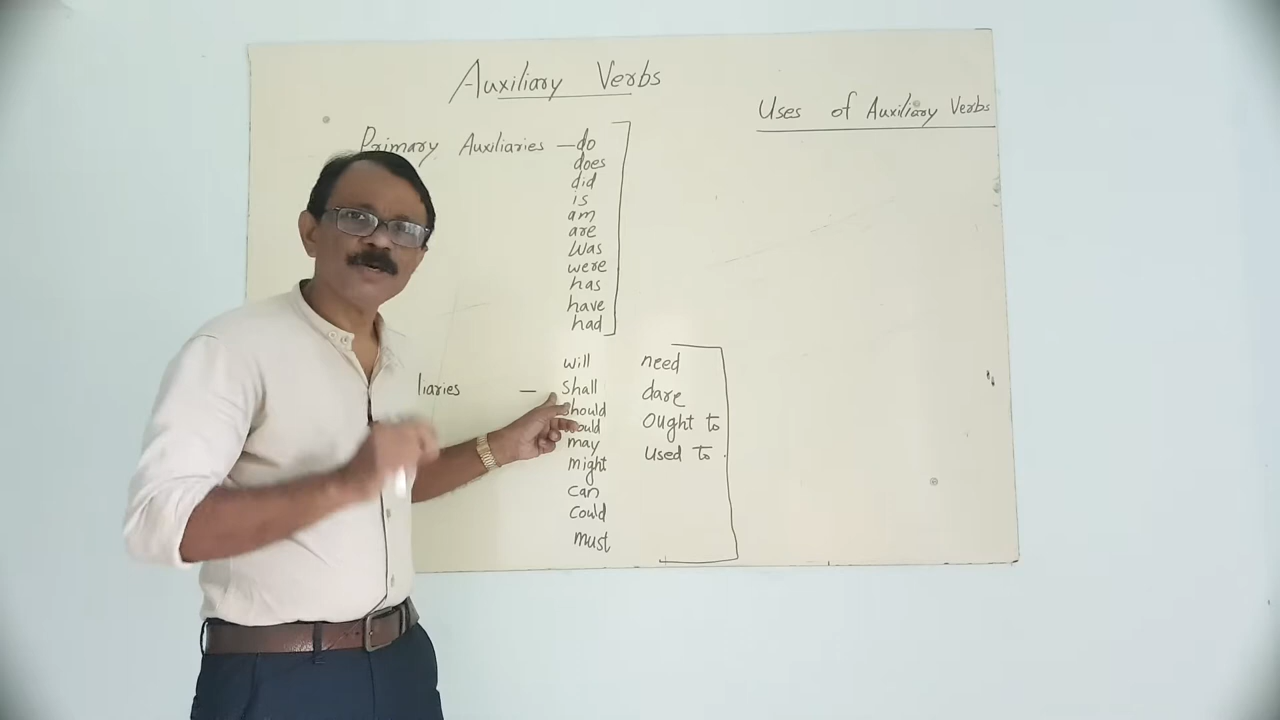 Auxiliary Verbs
Uses of Auxiliary Verbs
Primary Auxiliaries — do
does
did
is
am
are
Was
were
has
have
had
will need
liaries — Shall dare
should Ought to
may Used to
might
can
Could
must